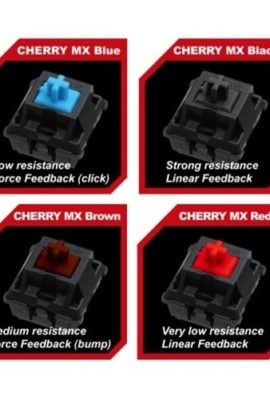 CHERRY MX Blue
CHERRY MX Blac
ow resistance
orce Feedback (click)
Strong resistance
Linear Feedback
CHERRY MX Brown
CHERRY MX Red
edium resistance
orce Feedback (bump)
Very low resistance
Linear Feedback